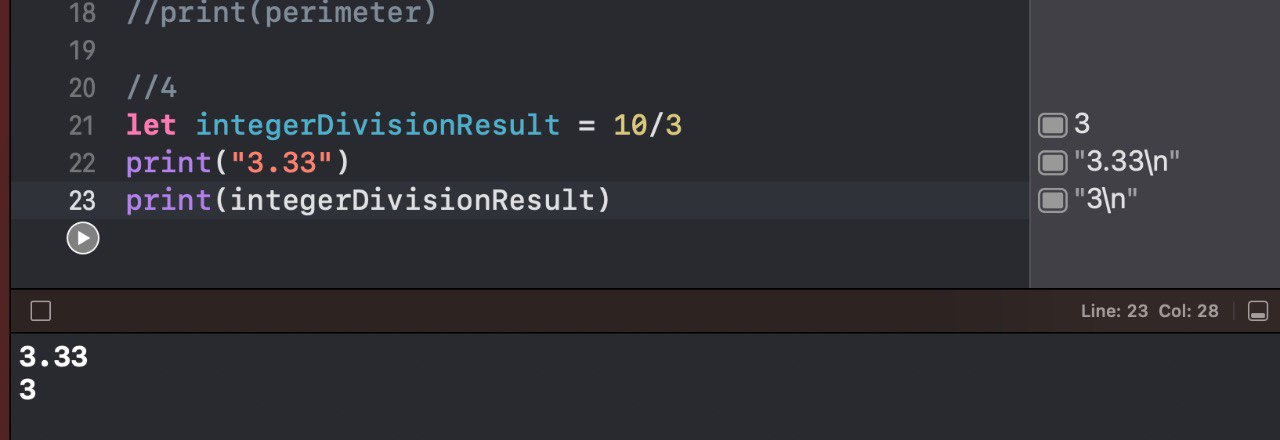 18 //print(perimeter)
19
20 //4
21 let integerDivisionResult = 10/3
3
22 print("3.33")
"3.33\n"
23 print(integerDivisionResult)
"3\n"
Line: 23 Col: 28
3.33
3